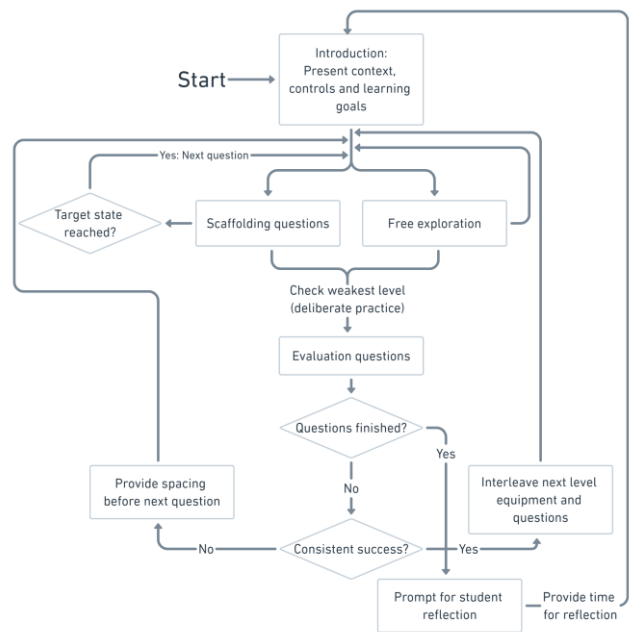 Introduction:
Present context,
controls and learning
goals
Start
Yes: Next question
Target state
reached?
Scaffolding questions
Free exploration
Check weakest level
(deliberate practice)
Evaluation questions
Questions finished?
Yes
No
Provide spacing
before next question
Interleave next level
equipment and
questions
No
Consistent success?
Yes
Prompt for student
reflection
Provide time
for reflection